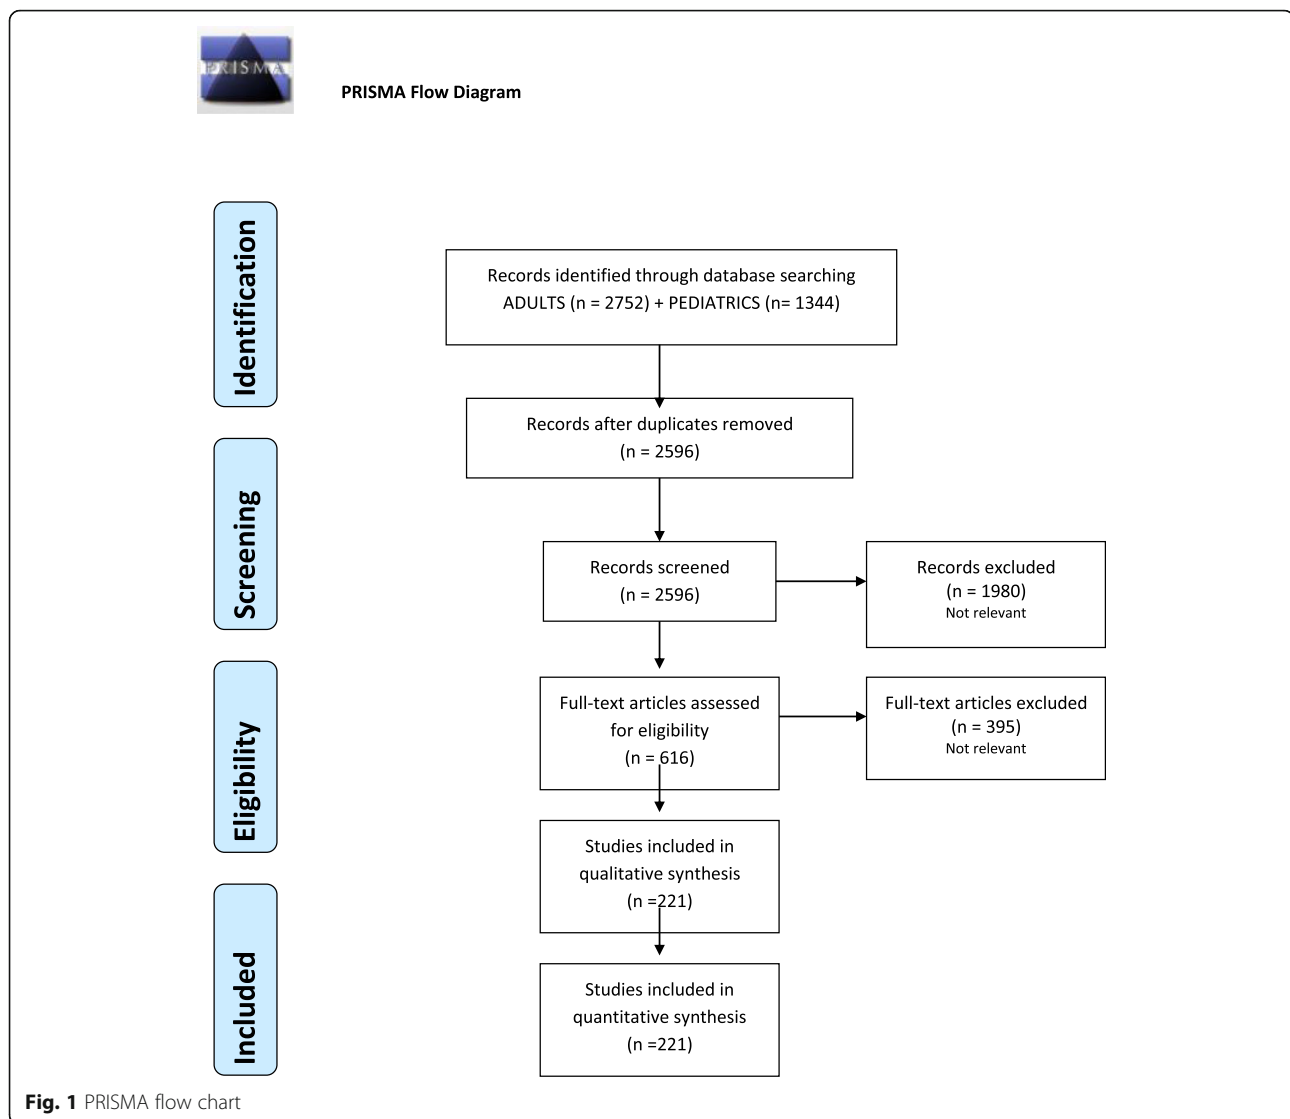 PRISMA
PRISMA Flow Diagram
Identification
Records identified through database searching
ADULTS (n = 2752) + PEDIATRICS (n= 1344)
Records after duplicates removed
(n = 2596)
Screening
Records screened
(n = 2596)
Records excluded
(n = 1980)
Not relevant
Eligibility
Full-text articles assessed
for eligibility
(n = 616)
Full-text articles excluded
(n = 395)
Not relevant
Studies included in
qualitative synthesis
(n =221)
Included
Studies included in
quantitative synthesis
(n =221)
Fig. 1 PRISMA flow chart